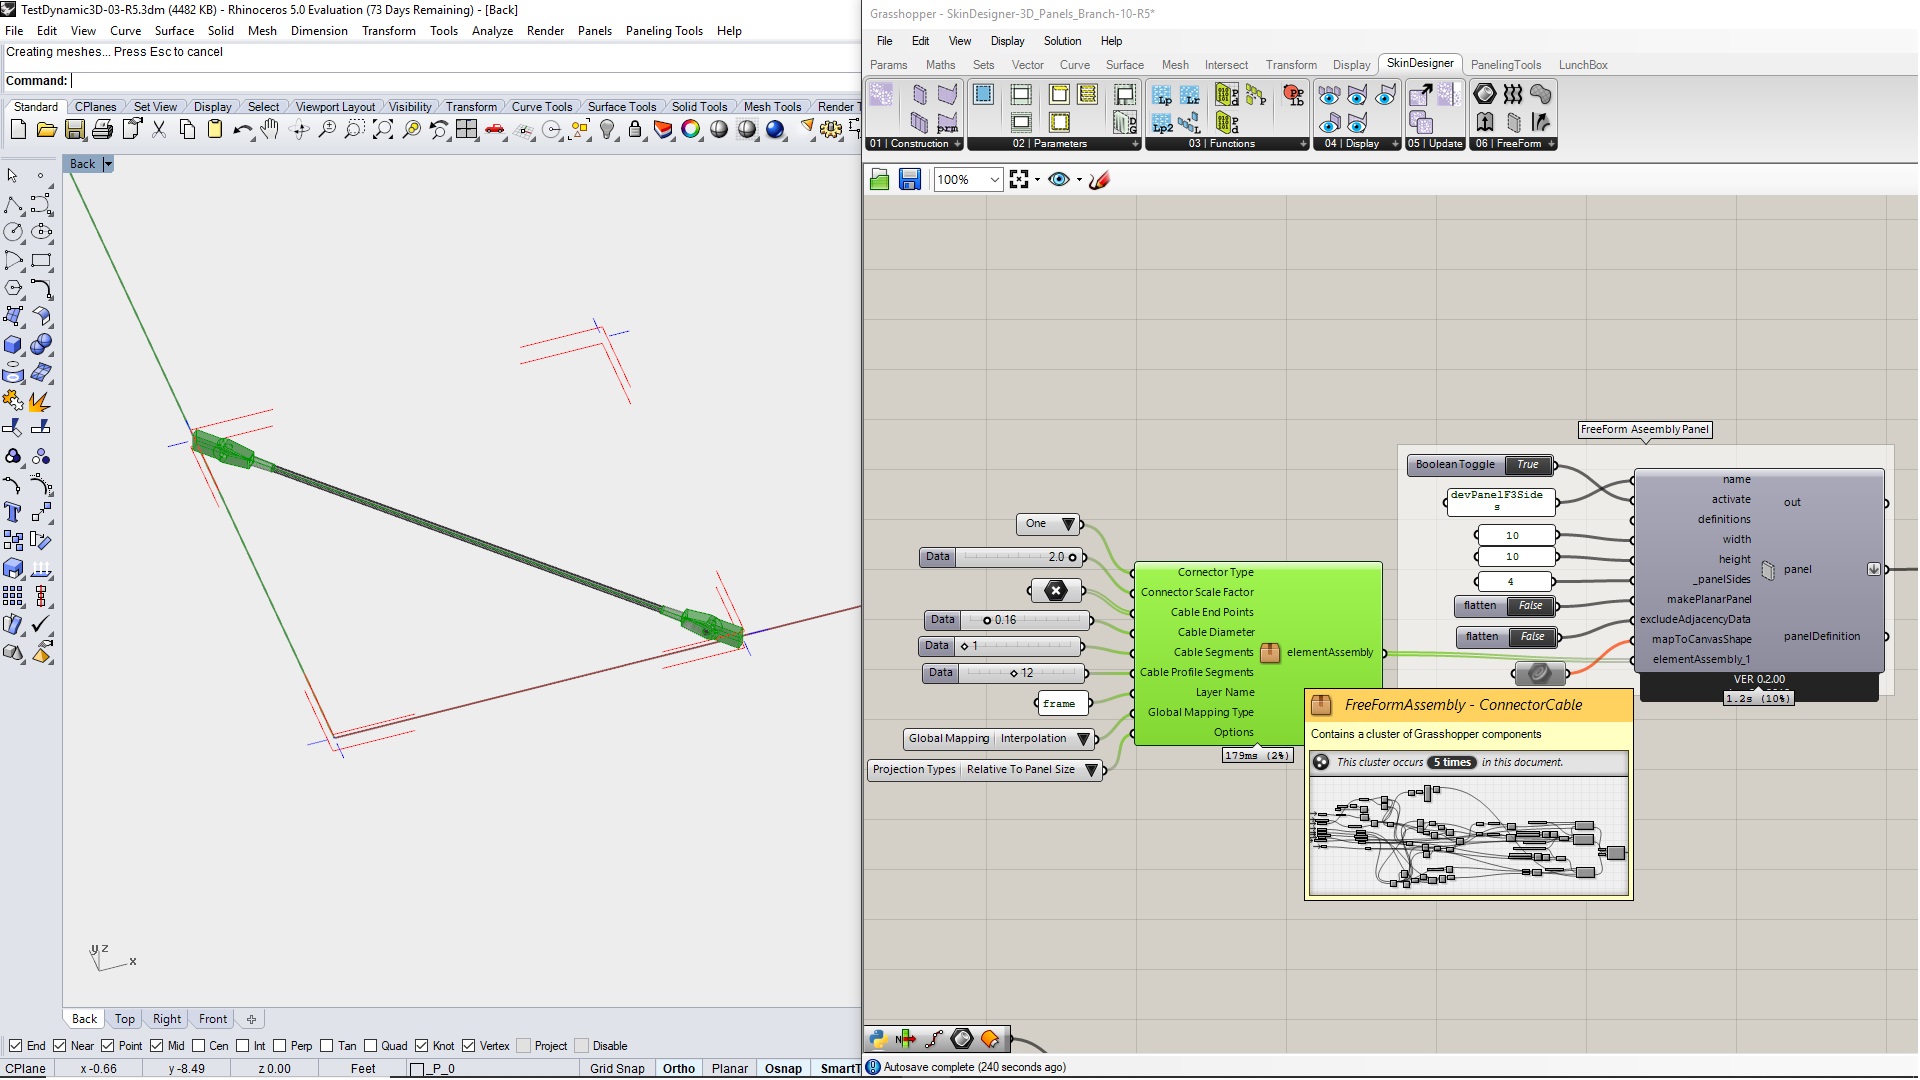 TestDynamic3D-03-R5.3dm (4482 KB) - Rhinoceros 5.0 Evaluation (73 Days Remaining) - [Back]
File Edit View Curve Surface Solid Mesh Dimension Transform Tools Analyze Render Panels Paneling Tools Help
Creating meshes... Press Esc to cancel
Command:
Standard CPlanes Set View Display Select Viewport Layout Visibility Transform Curve Tools Surface Tools Solid Tools Mesh Tools Render T
Back
y z
x
Back Top Right Front
End Near Point Mid Cen Int Perp Tan Quad Knot Vertex Project Disable
CPlane x -0.66 y -8.49 z 0.00 Feet _P_0 Grid Snap Ortho Planar Osnap SmartT
Grasshopper - SkinDesigner-3D_Panels_Branch-10-R5*
File Edit View Display Solution Help
Params Maths Sets Vector Curve Surface Mesh Intersect Transform Display SkinDesigner PanelingTools LunchBox
01 | Construction 02 | Parameters 03 | Functions 04 | Display 05 | Update 06 | FreeForm
100%
FreeForm Aseembly Panel
Boolean Toggle True
devPanelF3Side
s
10
10
4
flatten False
flatten False
name
activate
definitions
width
height
_panelSides
makePlanarPanel
excludeAdjacencyData
mapToCanvasShape
elementAssembly_1
out
panel
panelDefinition
VER 0.2.00
1.2s (10%)
One
Data 2.0
Data 0.16
Data 1
Data 12
frame
Global Mapping Interpolation
Projection Types Relative To Panel Size
Connector Type
Connector Scale Factor
Cable End Points
Cable Diameter
Cable Segments
Cable Profile Segments
Layer Name
Global Mapping Type
Options
elementAssembly
179ms (2%)
FreeFormAssembly - ConnectorCable
Contains a cluster of Grasshopper components
This cluster occurs 5 times in this document.
Autosave complete (240 seconds ago)